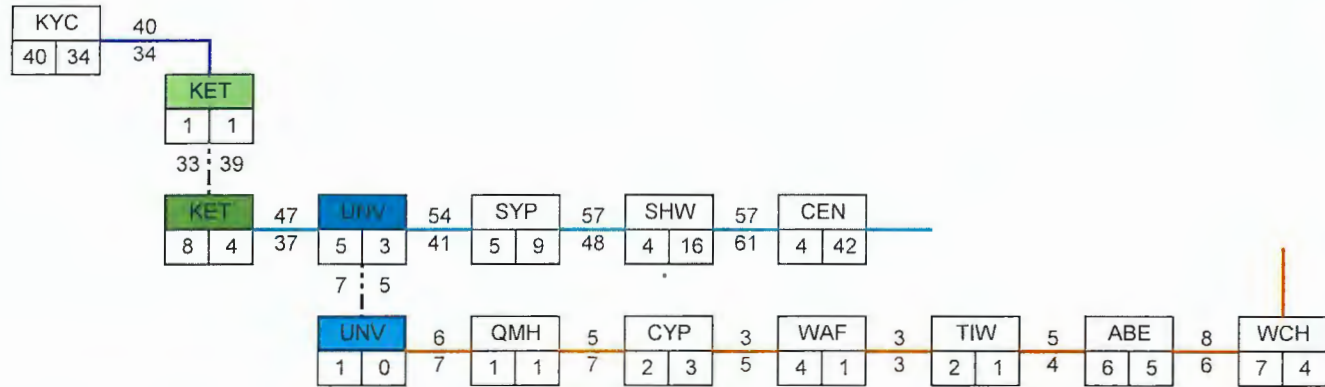 KYC 40
40 34 34
KET
1 1
33 39
KET 47 UNV 54 SYP 57 SHW 57 CEN
8 4 37 5 3 41 5 9 48 4 16 61 4 42
7 5
UNV 6 QMH 5 CYP 3 WAF 3 TIW 5 ABE 8 WCH
1 0 7 1 1 7 2 3 5 4 1 3 2 1 4 6 5 6 7 4